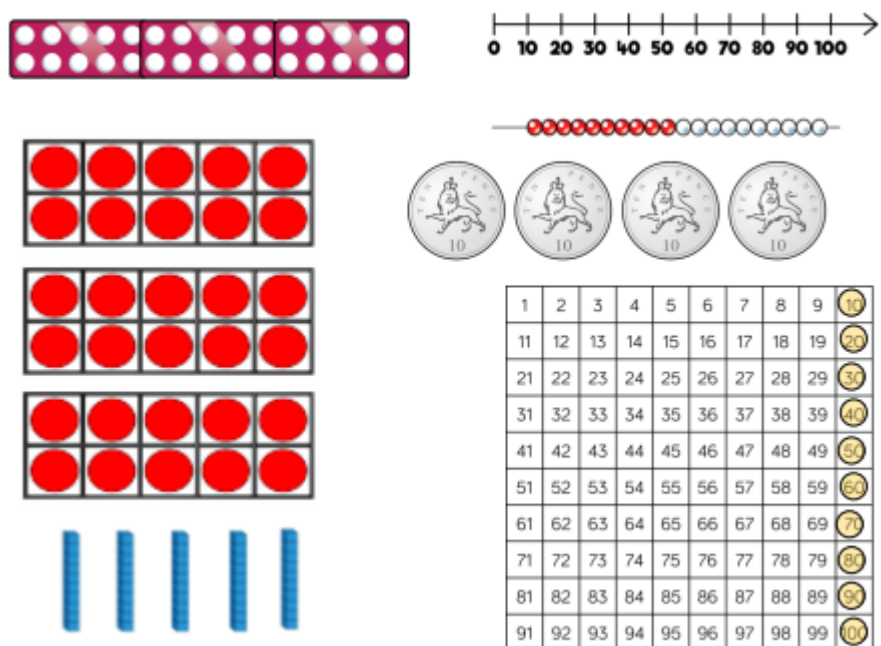 0 10 20 30 40 50 60 70 80 90 100
TEN PENCE 10
TEN PENCE 10
TEN PENCE 10
TEN PENCE 10
1 2 3 4 5 6 7 8 9 10
11 12 13 14 15 16 17 18 19 20
21 22 23 24 25 26 27 28 29 30
31 32 33 34 35 36 37 38 39 40
41 42 43 44 45 46 47 48 49 50
51 52 53 54 55 56 57 58 59 60
61 62 63 64 65 66 67 68 69 70
71 72 73 74 75 76 77 78 79 80
81 82 83 84 85 86 87 88 89 90
91 92 93 94 95 96 97 98 99 100